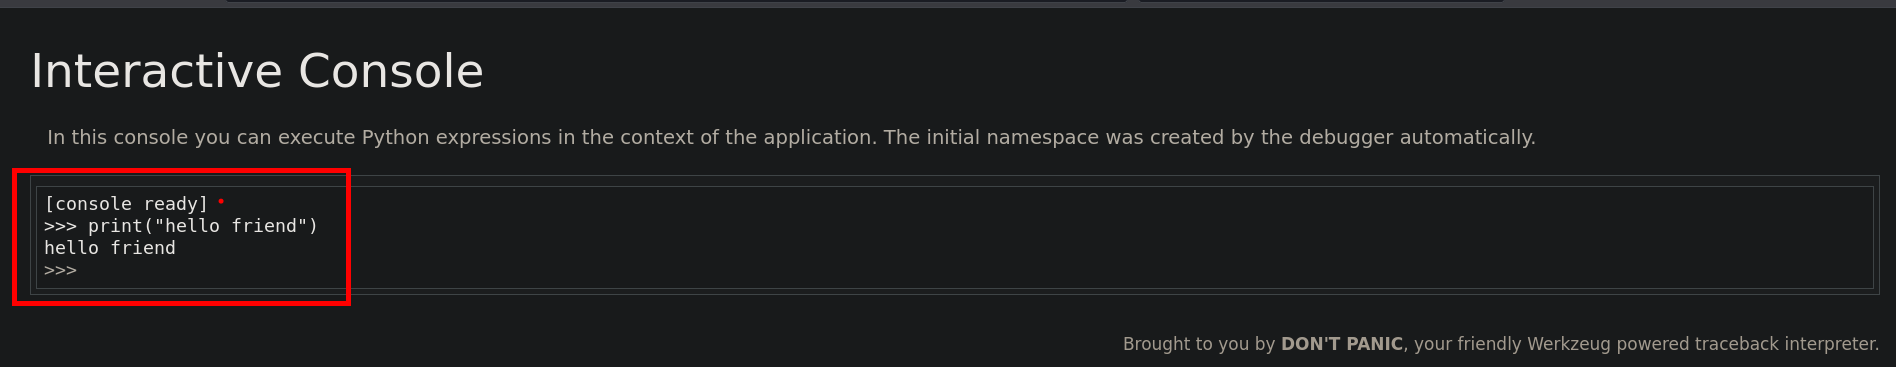 Interactive Console
In this console you can execute Python expressions in the context of the application. The initial namespace was created by the debugger automatically.
[console ready]
>>> print("hello friend")
hello friend
>>>
Brought to you by DON'T PANIC, your friendly Werkzeug powered traceback interpreter.